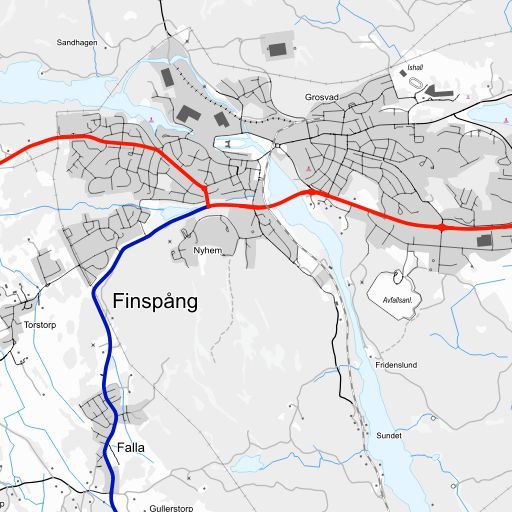 Sandhagen
Ishall
Grosvad
Nyhem
Avfallsanl.
Finspång
Torstorp
Fridenslund
Sundet
Falla
Gullerstorp